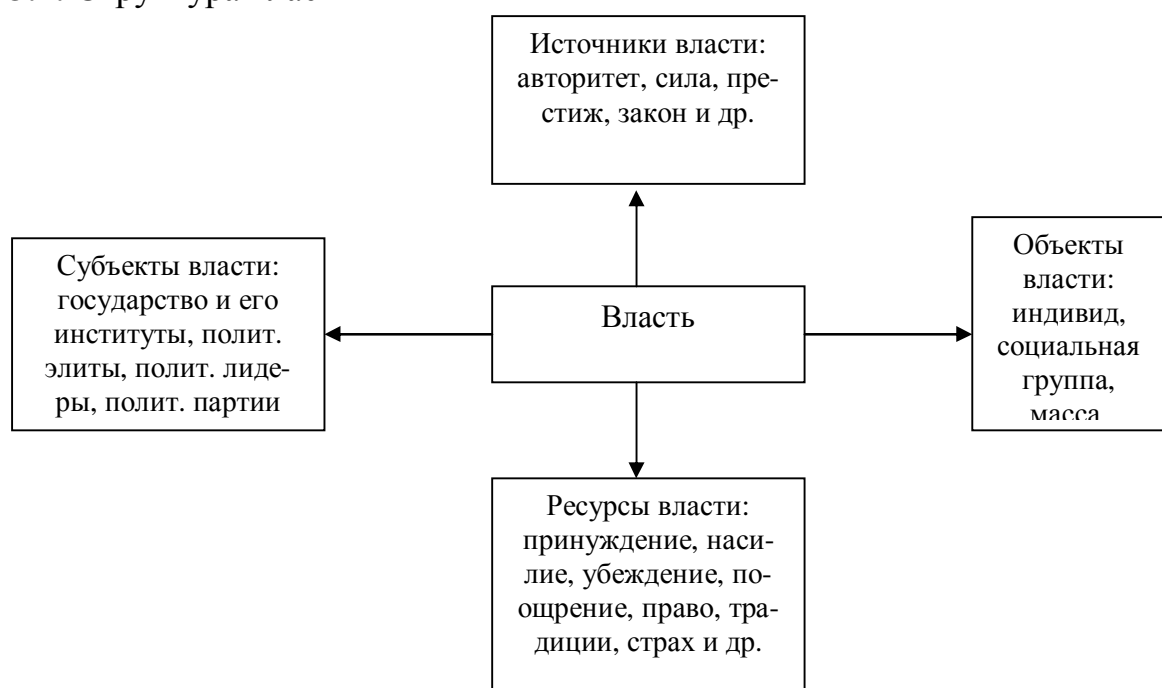 Источники власти:
авторитет, сила, пре-
стиж, закон и др.
Субъекты власти:
государство и его
институты, полит.
элиты, полит. лиде-
ры, полит. партии
Власть
Объекты
власти:
индивид,
социальная
группа,
масса
Ресурсы власти:
принуждение, наси-
лие, убеждение, по-
ощрение, право, тра-
диции, страх и др.